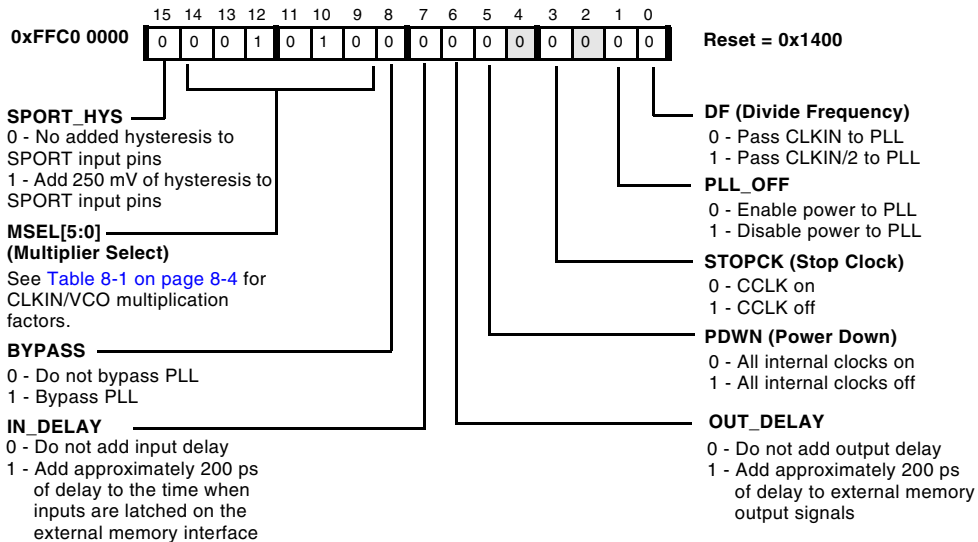 15 14 13 12 11 10 9 8 7 6 5 4 3 2 1 0
0xFFC0 0000 0 0 0 1 0 1 0 0 0 0 0 0 0 0 0 0 Reset = 0x1400
SPORT_HYS
0 - No added hysteresis to
SPORT input pins
1 - Add 250 mV of hysteresis to
SPORT input pins
MSEL[5:0]
(Multiplier Select)
See Table 8-1 on page 8-4 for
CLKIN/VCO multiplication
factors.
BYPASS
0 - Do not bypass PLL
1 - Bypass PLL
IN_DELAY
0 - Do not add input delay
1 - Add approximately 200 ps
of delay to the time when
inputs are latched on the
external memory interface
DF (Divide Frequency)
0 - Pass CLKIN to PLL
1 - Pass CLKIN/2 to PLL
PLL_OFF
0 - Enable power to PLL
1 - Disable power to PLL
STOPCK (Stop Clock)
0 - CCLK on
1 - CCLK off
PDWN (Power Down)
0 - All internal clocks on
1 - All internal clocks off
OUT_DELAY
0 - Do not add output delay
1 - Add approximately 200 ps
of delay to external memory
output signals